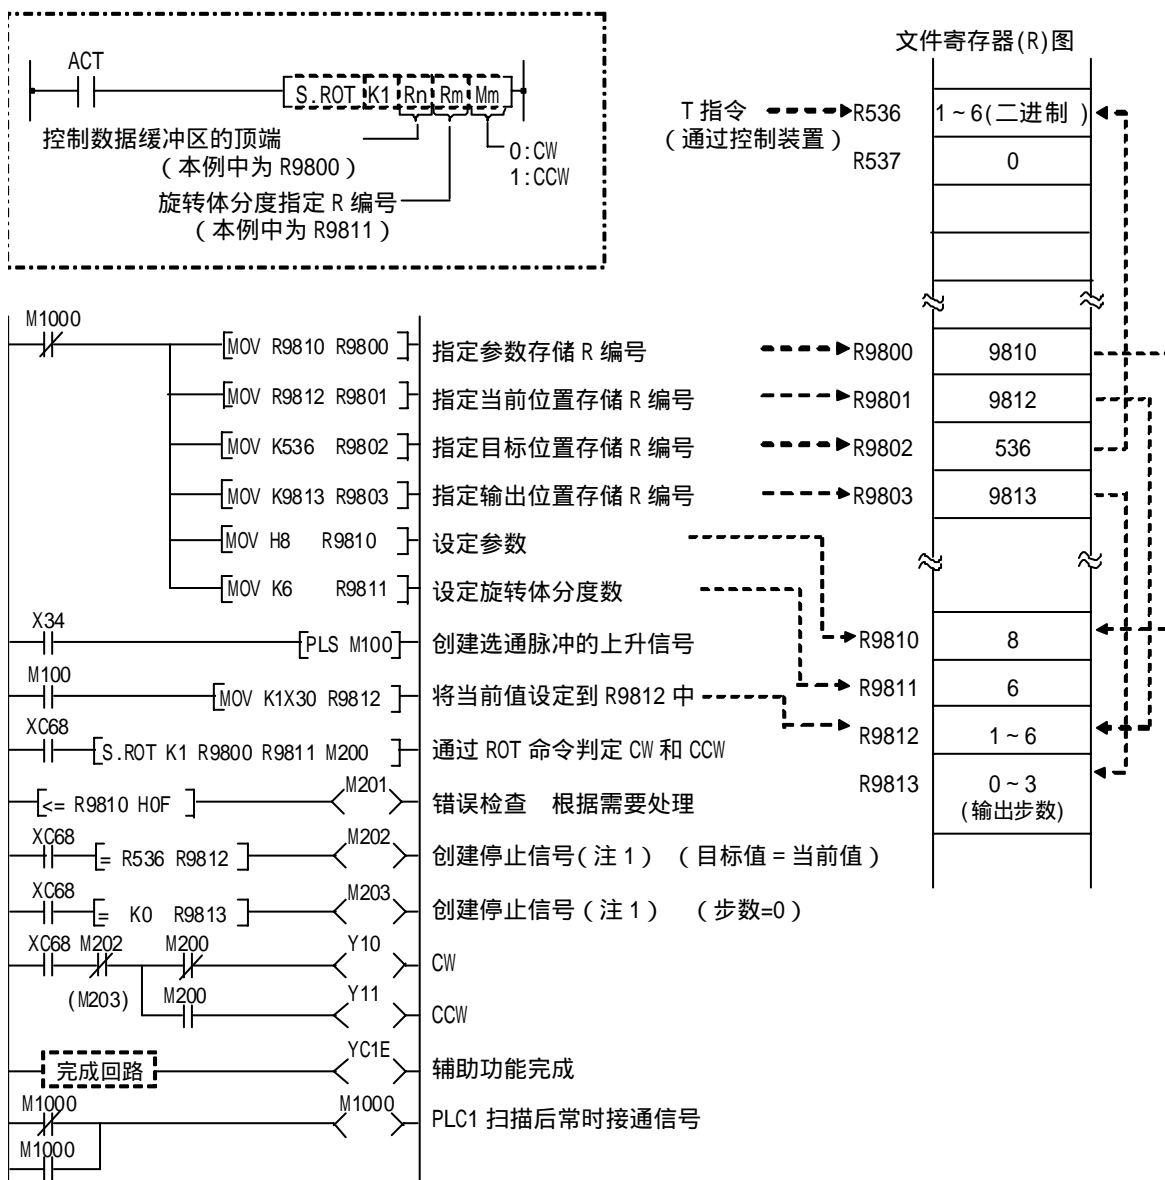 ACT
S.ROT K1 Rn Rm Mm
控制数据缓冲区的顶端
（本例中为 R9800）
旋转体分度指定 R 编号
（本例中为 R9811）
0:CW
1:CCW
文件寄存器(R)图
T 指令
（通过控制装置）
R536 1~6(二进制 )
R537 0
M1000
MOV R9810 R9800 指定参数存储 R 编号 R9800 9810
MOV R9812 R9801 指定当前位置存储 R 编号 R9801 9812
MOV K536 R9802 指定目标位置存储 R 编号 R9802 536
MOV K9813 R9803 指定输出位置存储 R 编号 R9803 9813
MOV H8 R9810 设定参数
MOV K6 R9811 设定旋转体分度数
X34
PLS M100 创建选通脉冲的上升信号 R9810 8
M100
MOV K1X30 R9812 将当前值设定到 R9812 中 R9811 6
XC68
S.ROT K1 R9800 R9811 M200 通过 ROT 命令判定 CW 和 CCW R9812 1~6
M201
<= R9810 H0F 错误检查 根据需要处理 R9813 0~3
(输出步数)
XC68 M202
= R536 R9812 创建停止信号(注 1) （目标值 = 当前值）
XC68 M203
= K0 R9813 创建停止信号（注 1） （步数=0）
XC68 M202 M200 Y10
CW
(M203) M200 Y11
CCW
YC1E
完成回路 辅助功能完成
M1000 M1000
PLC1 扫描后常时接通信号
M1000